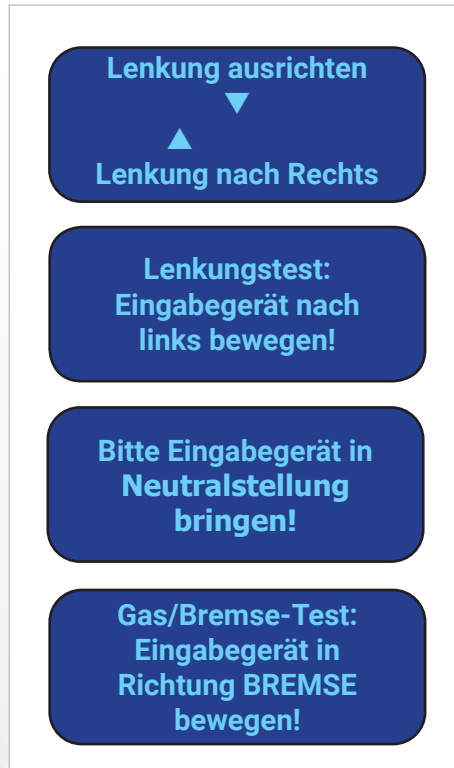 Lenkung ausrichten
▼
▲
Lenkung nach Rechts
Lenkungstest:
Eingabegerät nach
links bewegen!
Bitte Eingabegerät in
Neutralstellung
bringen!
Gas/Bremse-Test:
Eingabegerät in
Richtung BREMSE
bewegen!